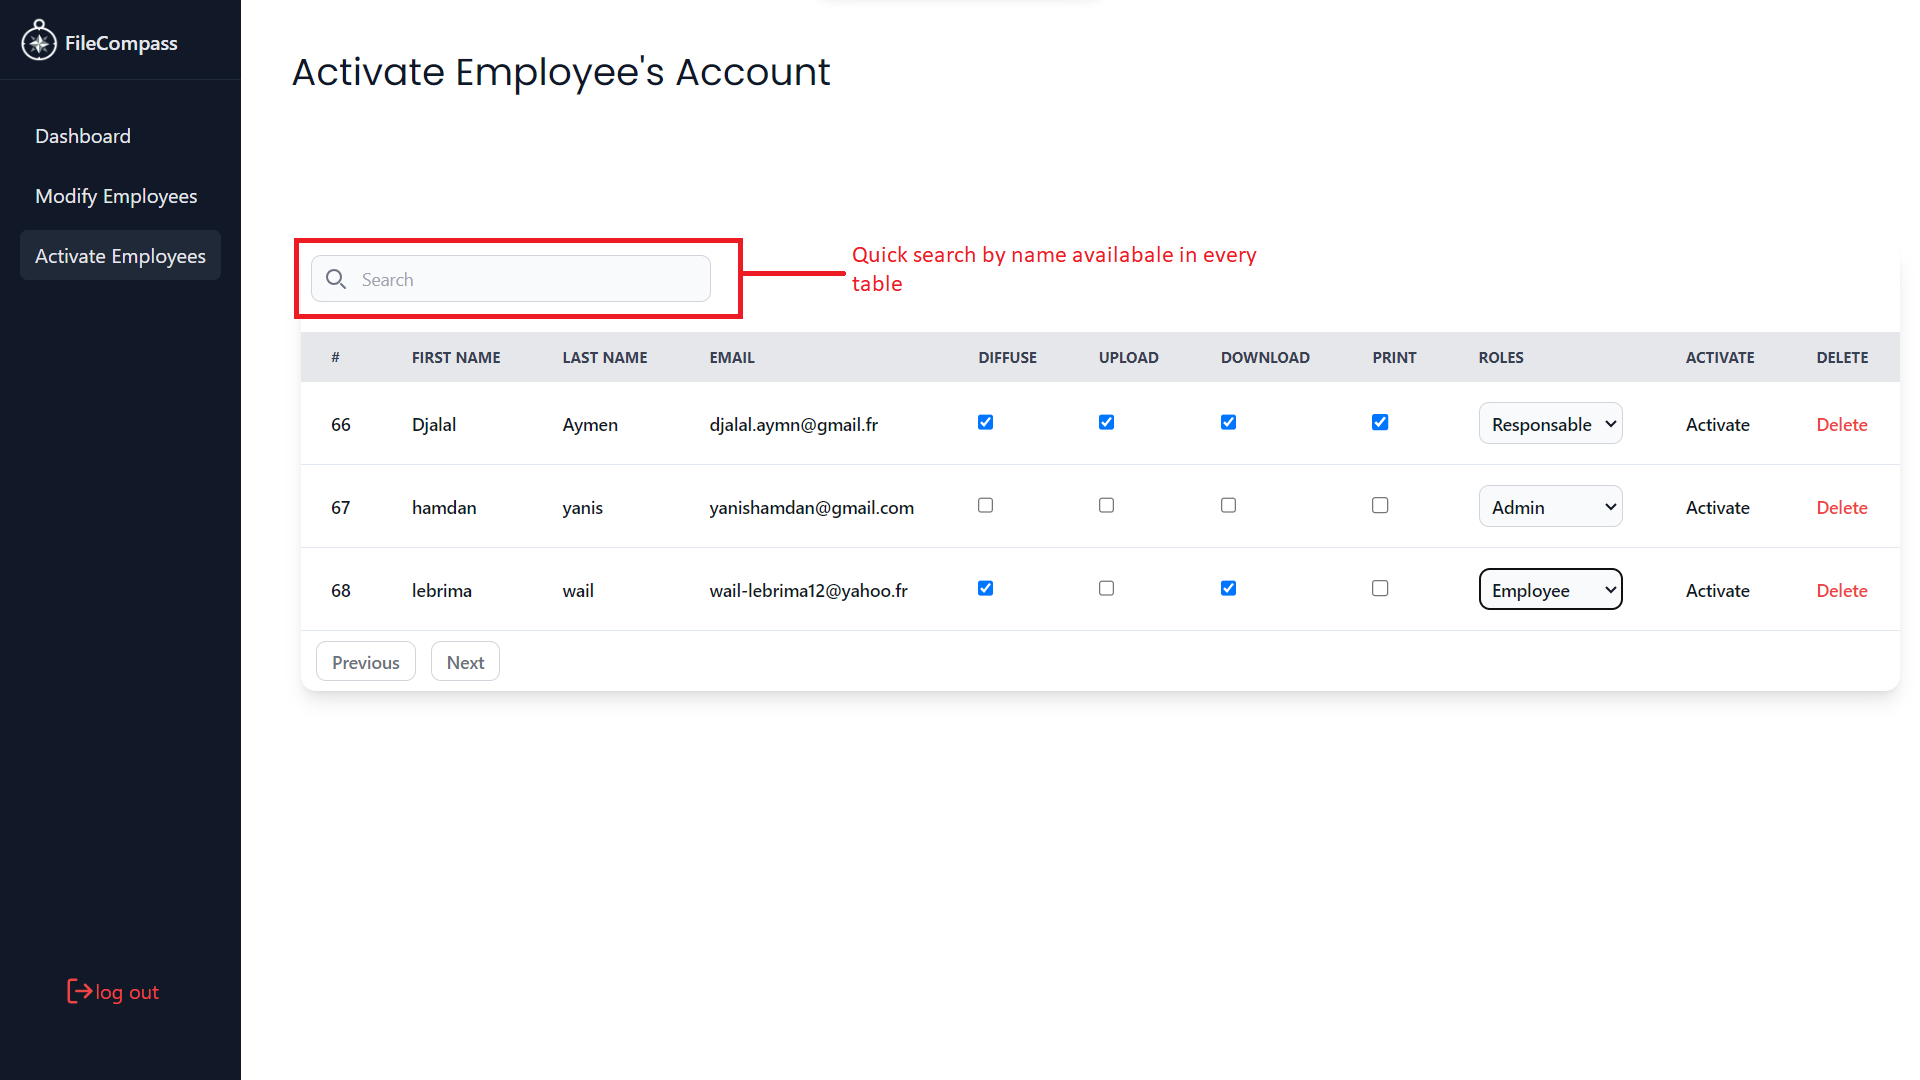 FileCompass
Dashboard
Modify Employees
Activate Employees
log out
Activate Employee's Account
Search
Quick search by name availabale in every
table
# FIRST NAME LAST NAME EMAIL DIFFUSE UPLOAD DOWNLOAD PRINT ROLES ACTIVATE DELETE
66 Djalal Aymen djalal.aymn@gmail.fr Responsable Activate Delete
67 hamdan yanis yanishamdan@gmail.com Admin Activate Delete
68 lebrima wail wail-lebrima12@yahoo.fr Employee Activate Delete
Previous Next